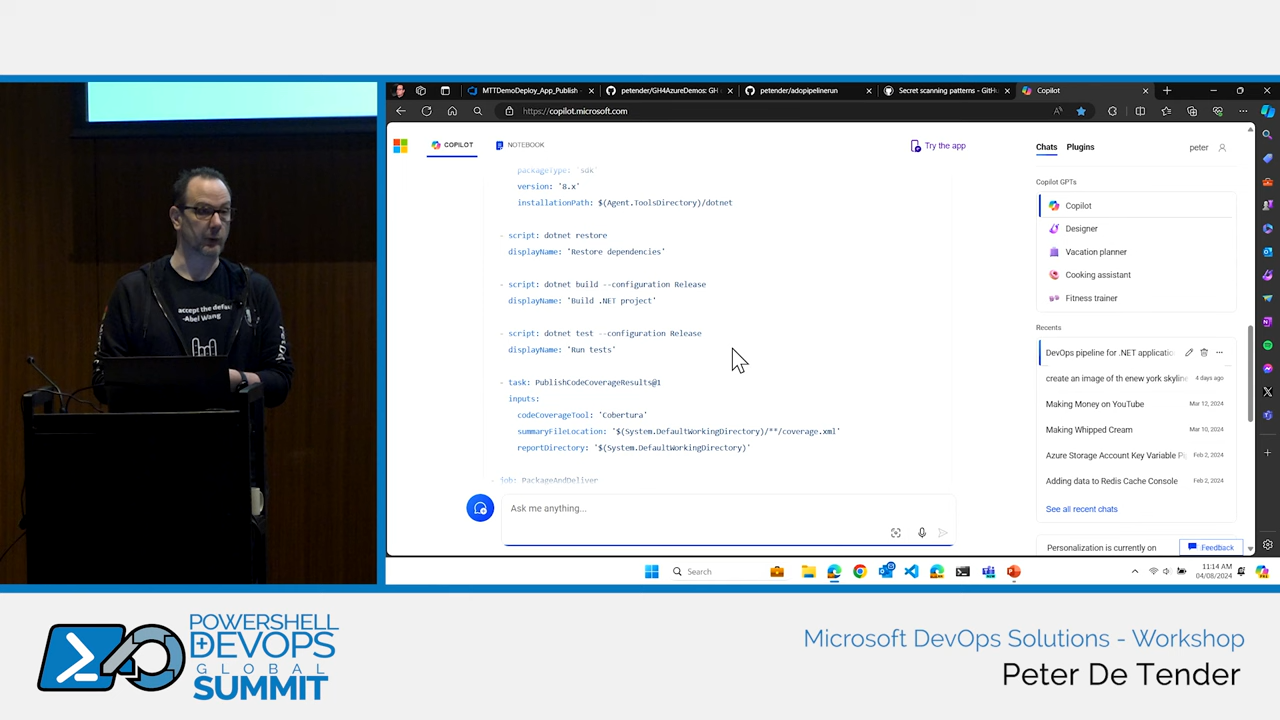 accept the defau
-Abel Wang
MTTDemoDeploy_App_Publish -
petender/GH4AzureDemos: GH
petender/adopipelinerun
Secret scanning patterns - GitHu
Copilot
https://copilot.microsoft.com
COPILOT
NOTEBOOK
Try the app
Chats
Plugins
peter
packageType: 'sdk'
version: '8.x'
installationPath: $(Agent.ToolsDirectory)/dotnet
- script: dotnet restore
displayName: 'Restore dependencies'
- script: dotnet build --configuration Release
displayName: 'Build .NET project'
- script: dotnet test --configuration Release
displayName: 'Run tests'
- task: PublishCodeCoverageResults@1
inputs:
codeCoverageTool: 'Cobertura'
summaryFileLocation: '$(System.DefaultWorkingDirectory)/**/coverage.xml'
reportDirectory: '$(System.DefaultWorkingDirectory)'
- job: PackageAndDeliver
Ask me anything...
Copilot GPTs
Copilot
Designer
Vacation planner
Cooking assistant
Fitness trainer
Recents
DevOps pipeline for .NET applicatio
create an image of th enew york skyline
4 days ago
Making Money on YouTube
Mar 12, 2024
Making Whipped Cream
Mar 10, 2024
Azure Storage Account Key Variable P
Feb 2, 2024
Adding data to Redis Cache Console
Feb 2, 2024
See all recent chats
Personalization is currently on
Feedback
Search
11:14 AM
04/08/2024
POWERSHELL
+DEVOPS
GLOBAL
SUMMIT
Microsoft DevOps Solutions - Workshop
Peter De Tender